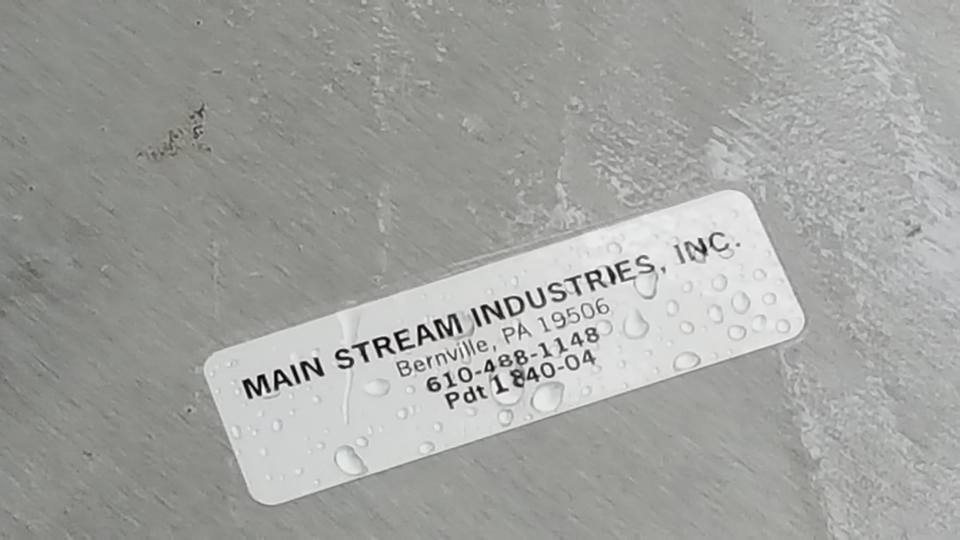 MAIN STREAM INDUSTRIES, INC.
Bernville, PA 19506
610-488-1148
Pdt 1840-04